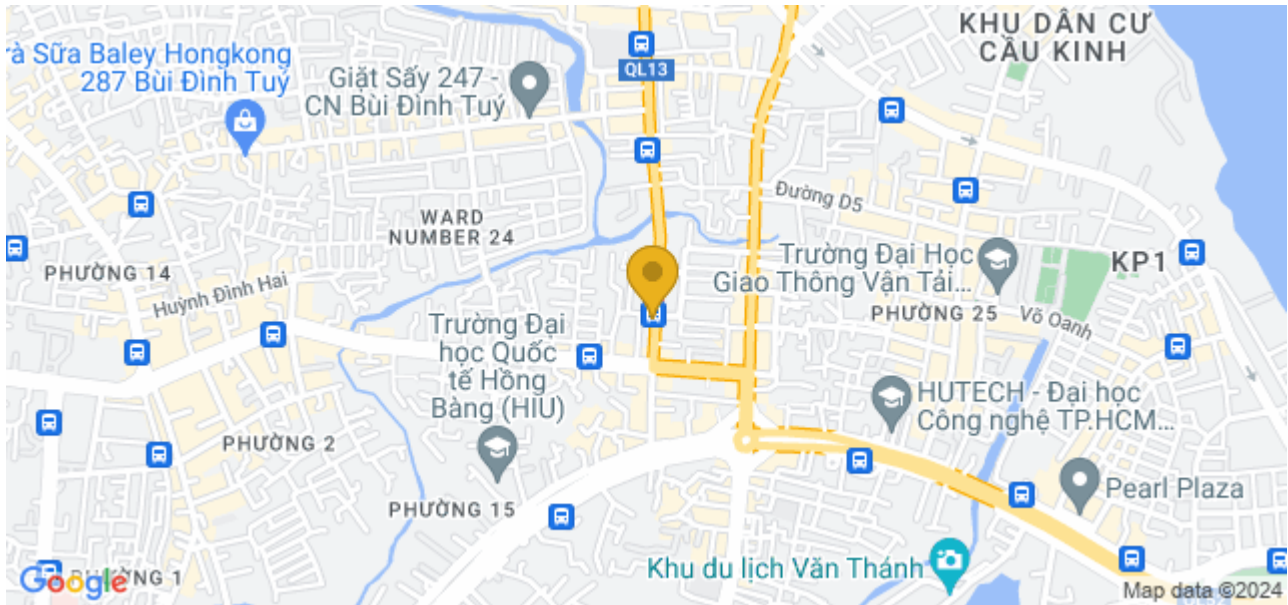 KHU DÂN CƯ
CẦU KINH
rà Sữa Baley Hongkong
287 Bùi Đình Tuý
QL13
Giặt Sấy 247 -
CN Bùi Đình Tuý
Đường D5
WARD
NUMBER 24
PHƯỜNG 14
Huỳnh Đình Hai
Trường Đại Học
Giao Thông Vận Tải...
KP1
PHƯỜNG 25
Võ Oanh
Trường Đại
học Quốc
tế Hồng
Bàng (HIU)
HUTECH - Đại học
Công nghệ TP.HCM...
PHƯỜNG 2
PHƯỜNG 15
Pearl Plaza
Khu du lịch Văn Thánh
PHƯỜNG 1
Google
Map data ©2024